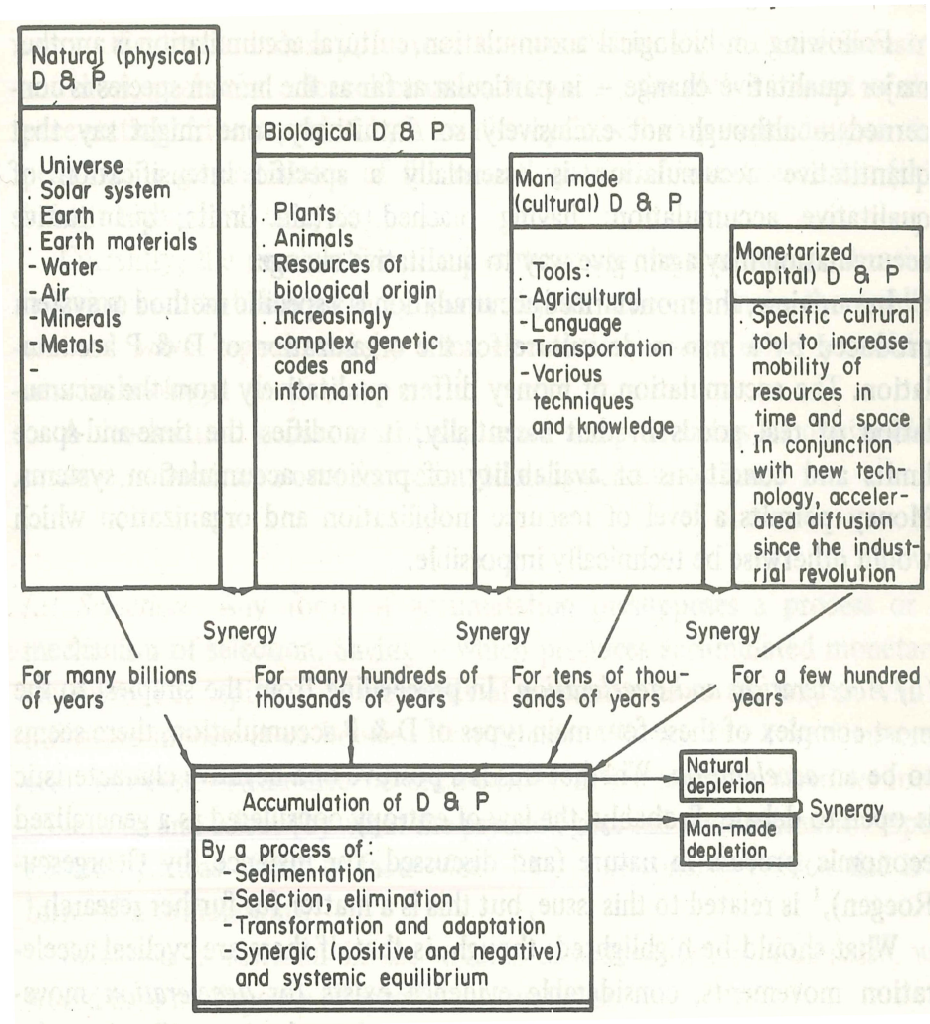 Natural (physical)
D & P
. Universe
. Solar system
. Earth
. Earth materials
- Water
- Air
- Minerals
- Metals
-
Biological D & P
. Plants
. Animals
. Resources of
biological origin
. Increasingly
complex genetic
codes and
information
Man made
(cultural) D & P
. Tools:
- Agricultural
- Language
- Transportation
- Various
techniques
and knowledge
Monetarized
(capital) D & P
. Specific cultural
tool to increase
mobility of
resources in
time and space
. In conjunction
with new tech-
nology, acceler-
ated diffusion
since the indust-
rial revolution
Synergy
Synergy
Synergy
For many billions
of years
For many hundreds of
thousands of years
For tens of thou-
sands of years
For a few hundred
years
Accumulation of D & P
By a process of:
- Sedimentation
- Selection, elimination
- Transformation and adaptation
- Synergic (positive and negative)
and systemic equilibrium
Natural
depletion
Man-made
depletion
Synergy